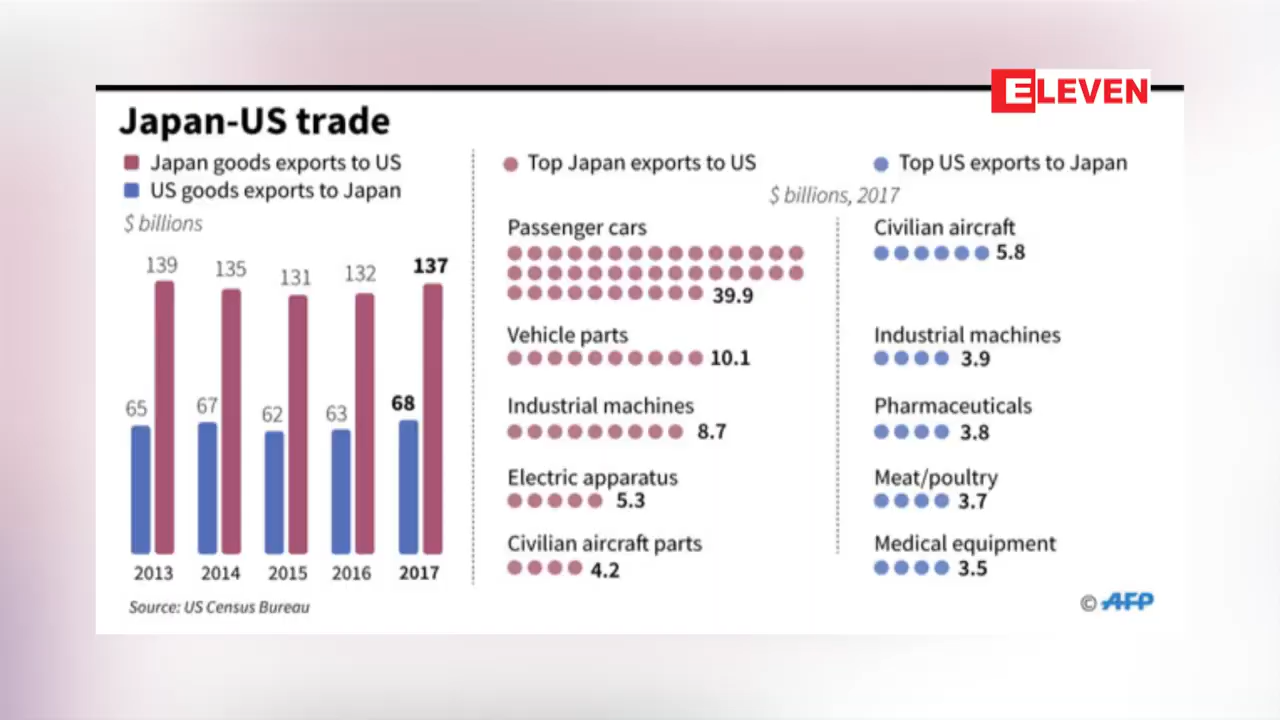 ELEVEN
Japan-US trade
Japan goods exports to US
US goods exports to Japan
$ billions
139
135
131
132
137
65
67
62
63
68
2013
2014
2015
2016
2017
Source: US Census Bureau
Top Japan exports to US
Top US exports to Japan
$ billions, 2017
Passenger cars
39.9
Vehicle parts
10.1
Industrial machines
8.7
Electric apparatus
5.3
Civilian aircraft parts
4.2
Civilian aircraft
5.8
Industrial machines
3.9
Pharmaceuticals
3.8
Meat/poultry
3.7
Medical equipment
3.5
© AFP